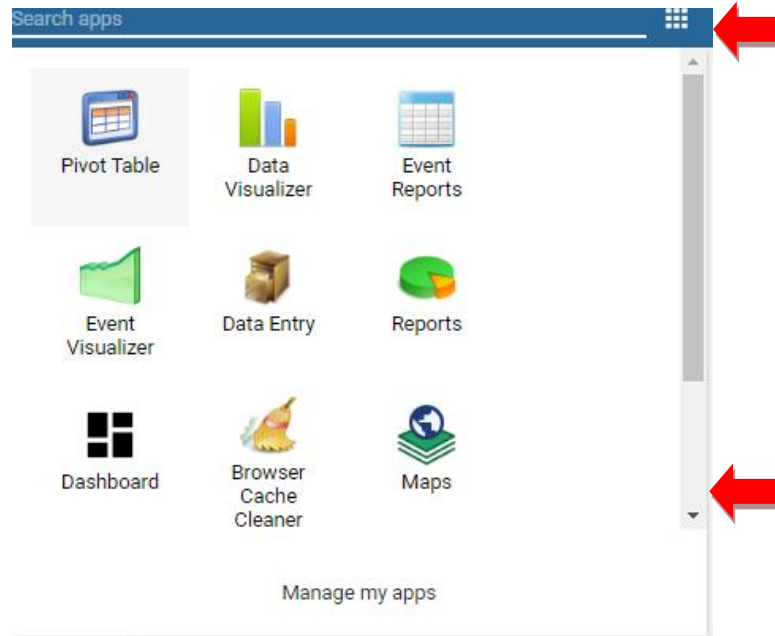 Search apps
Pivot Table
Data
Visualizer
Event
Reports
Event
Visualizer
Data Entry
Reports
Dashboard
Browser
Cache
Cleaner
Maps
Manage my apps